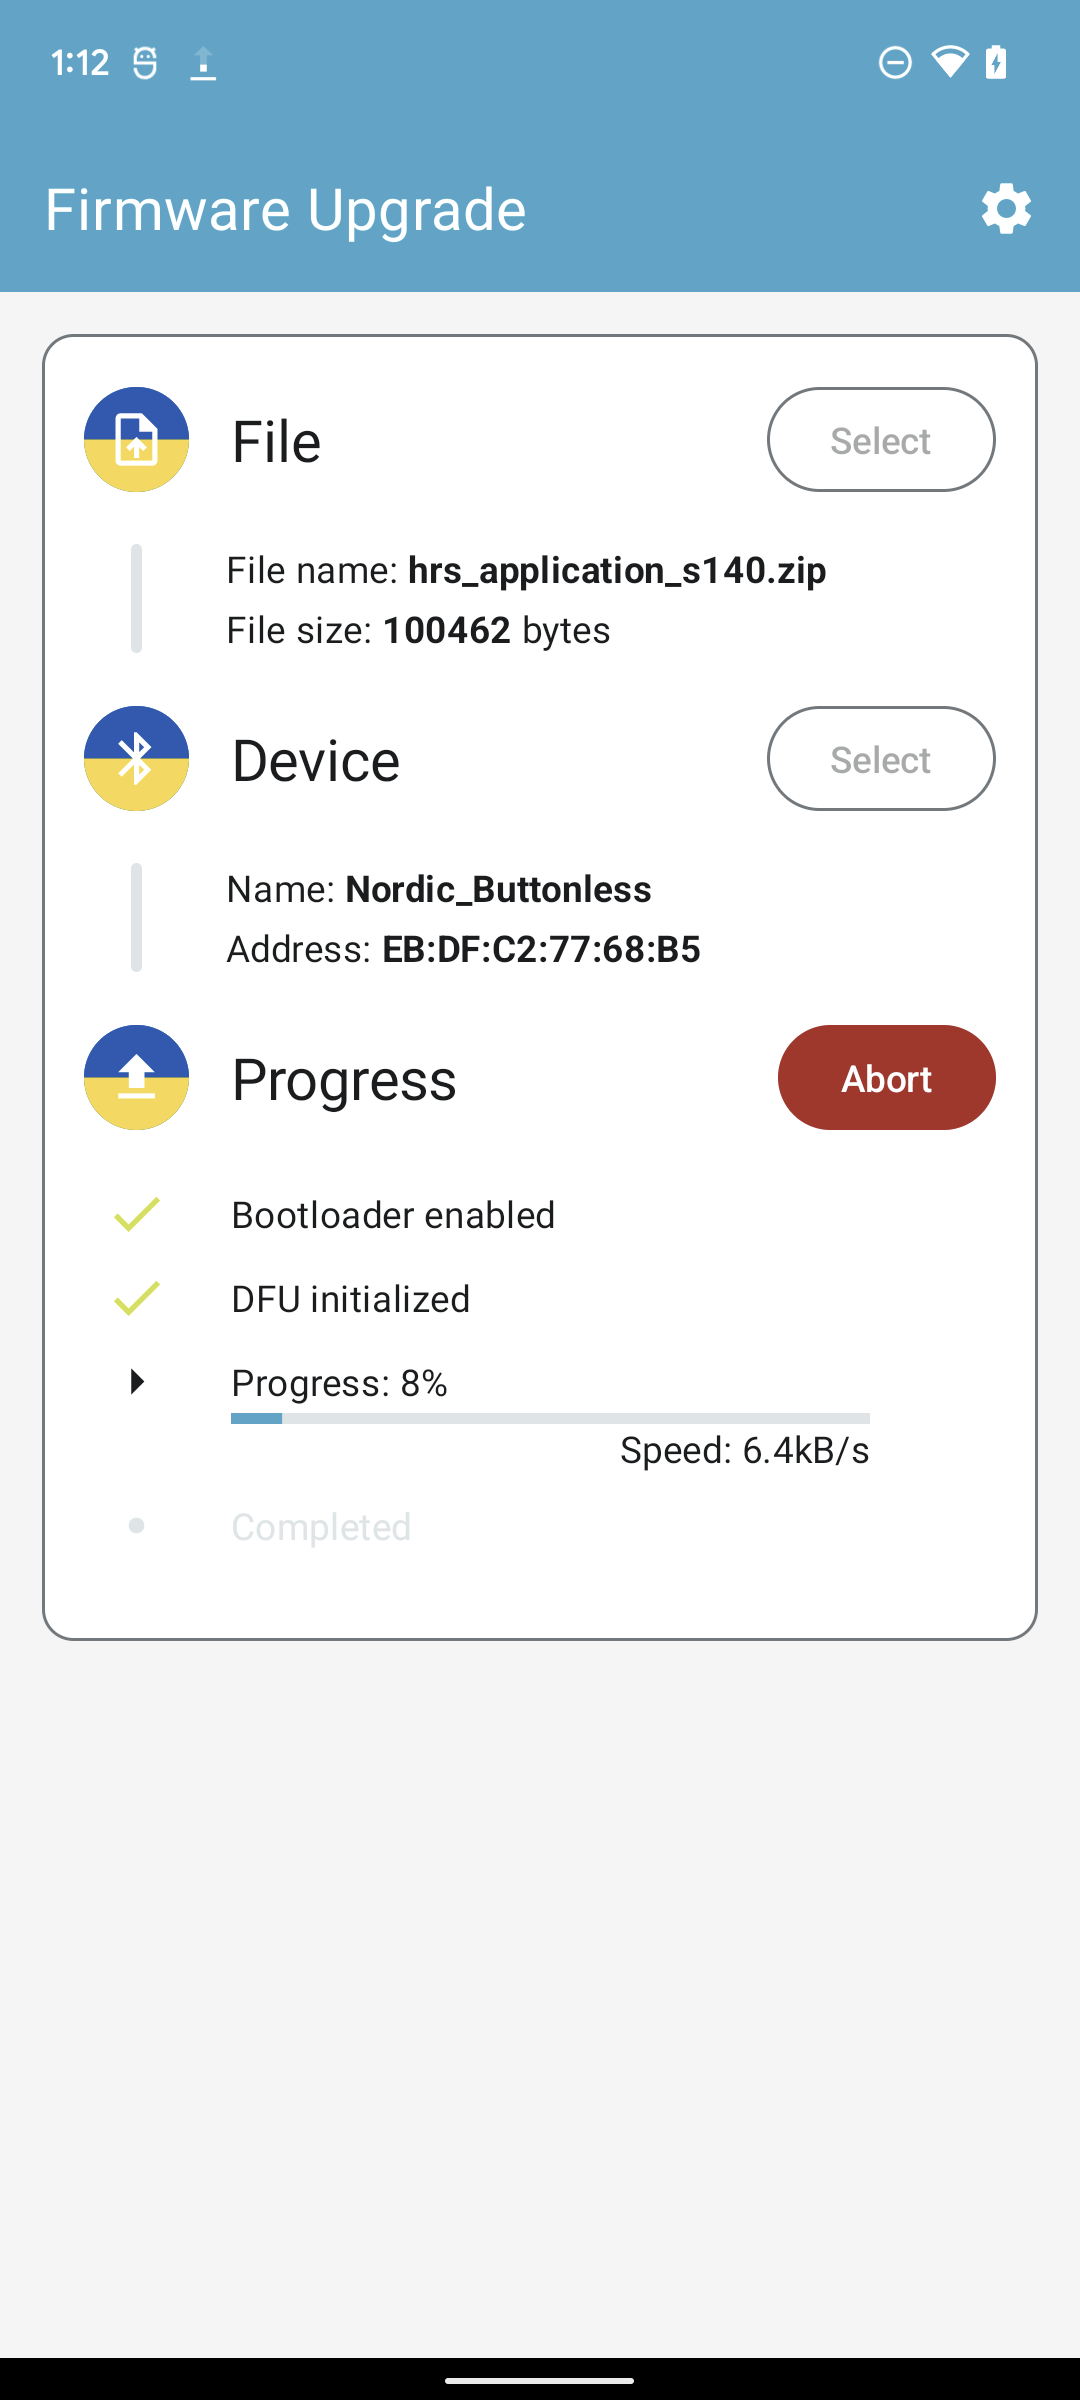 1:12
Firmware Upgrade
File
Select
File name: hrs_application_s140.zip
File size: 100462 bytes
Device
Select
Name: Nordic_Buttonless
Address: EB:DF:C2:77:68:B5
Progress
Abort
Bootloader enabled
DFU initialized
Progress: 8%
Speed: 6.4kB/s
Completed